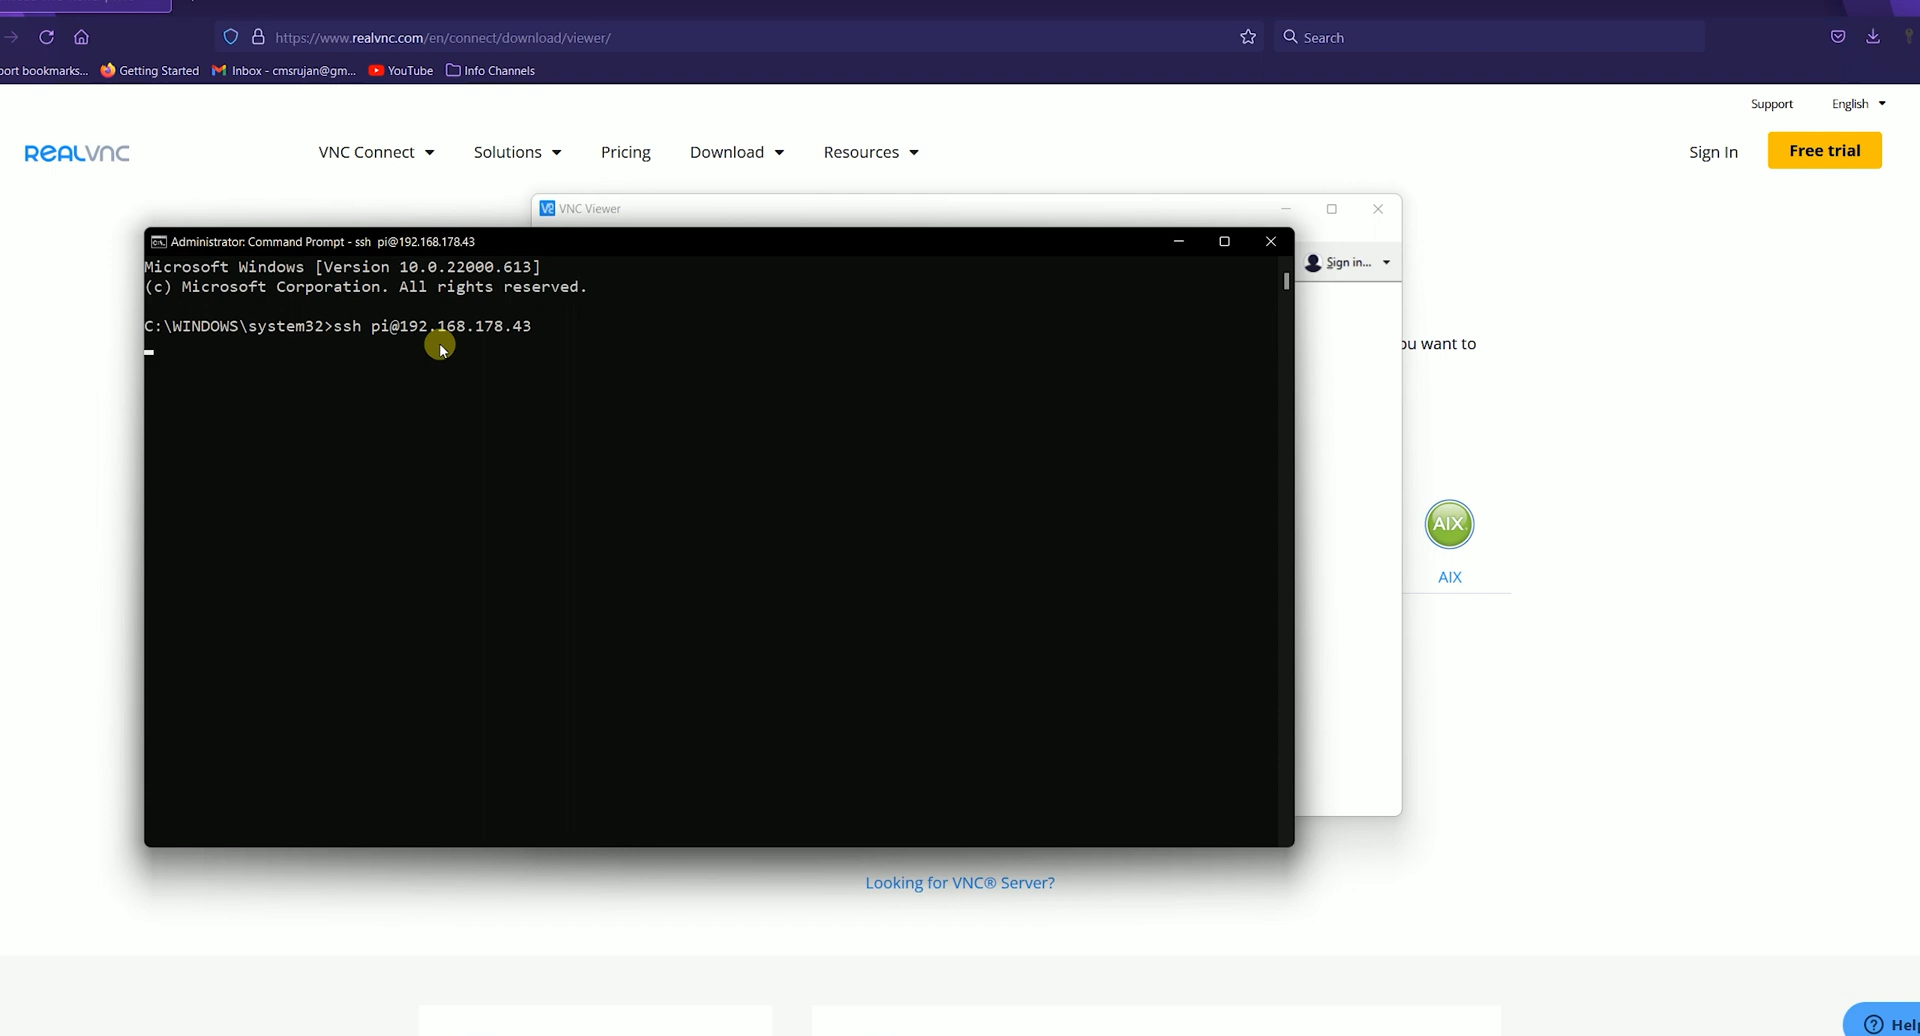 https://www.realvnc.com/en/connect/download/viewer/
Search
ort bookmarks...
Getting Started
Inbox - cmsrujan@gm...
YouTube
Info Channels
Support
English
REALVNC
VNC Connect
Solutions
Pricing
Download
Resources
Sign In
Free trial
VNC Viewer
Administrator: Command Prompt - ssh pi@192.168.178.43
Sign in...
Microsoft Windows [Version 10.0.22000.613]
(c) Microsoft Corporation. All rights reserved.
C:\WINDOWS\system32>ssh pi@192.168.178.43
ou want to
AIX
AIX
Looking for VNC® Server?
Help